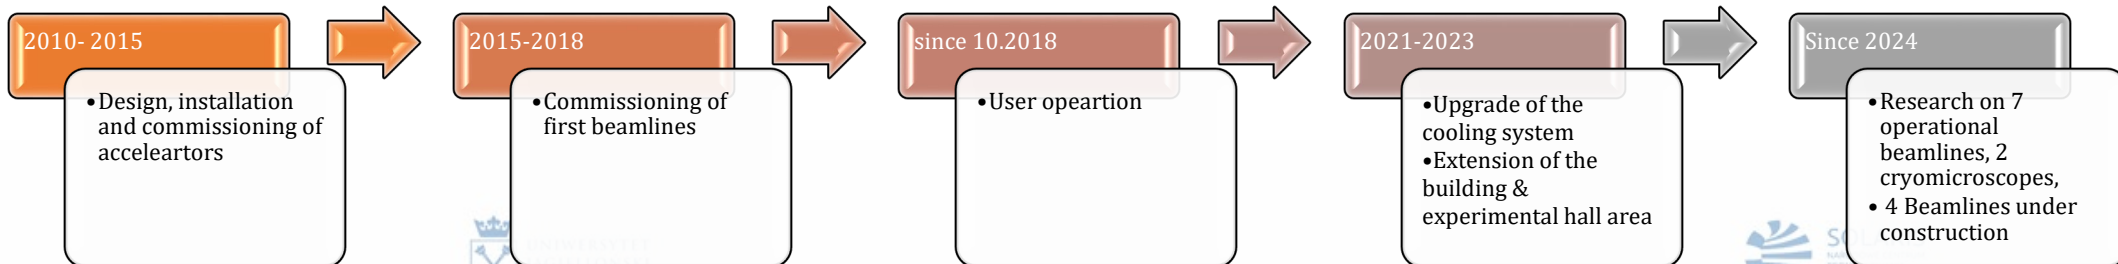 2010- 2015
•Design, installation
and commissioning of
acceleartors
2015-2018
•Commissioning of
first beamlines
since 10.2018
•User opeartion
2021-2023
•Upgrade of the
cooling system
•Extension of the
building &
experimental hall area
Since 2024
•Research on 7
operational
beamlines, 2
cryomicroscopes,
• 4 Beamlines under
construction